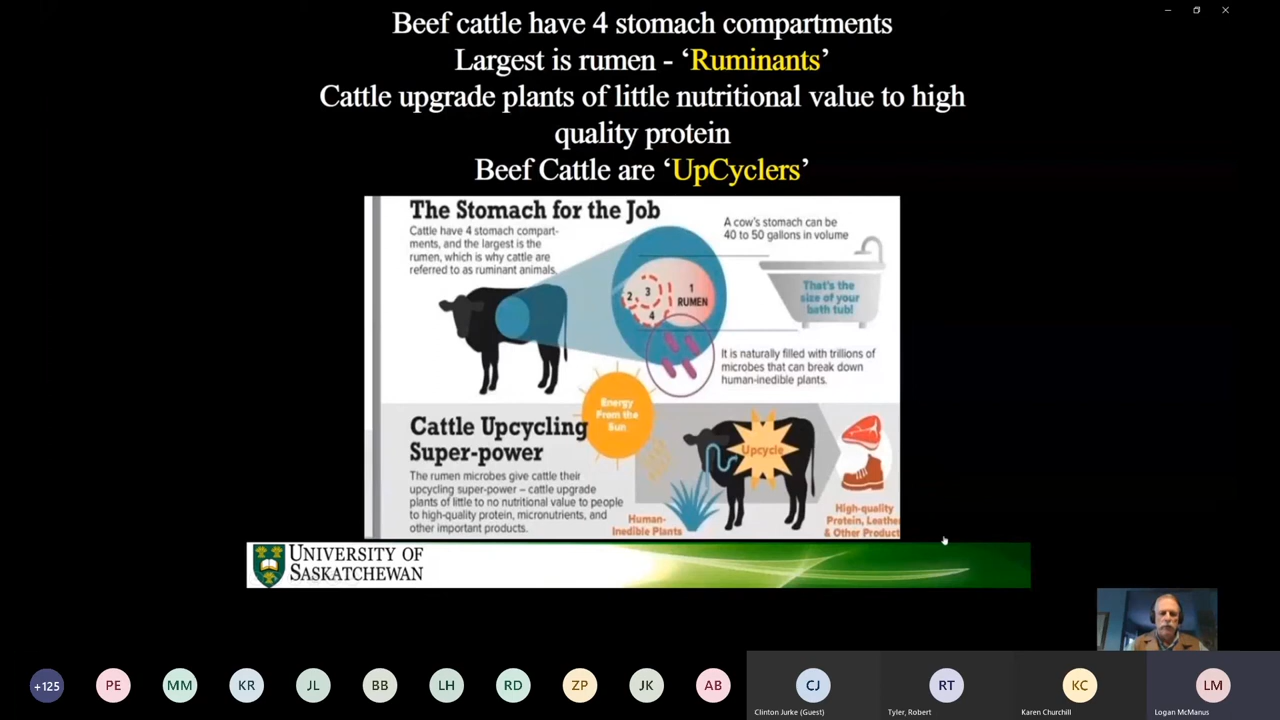 Beef cattle have 4 stomach compartments
Largest is rumen - ‘Ruminants’
Cattle upgrade plants of little nutritional value to high
quality protein
Beef Cattle are ‘UpCyclers’
The Stomach for the Job
Cattle have 4 stomach compart-
ments, and the largest is the
rumen, which is why cattle are
referred to as ruminant animals.
A cow's stomach can be
40 to 50 gallons in volume
1
RUMEN
2
3
4
That's the
size of your
bath tub!
It is naturally filled with trillions of
microbes that can break down
human-inedible plants.
Energy
From the
Sun
Cattle Upcycling
Super-power
The rumen microbes give cattle their
upcycling super-power – cattle upgrade
plants of little to no nutritional value to people
to high-quality protein, micronutrients, and
other important products.
Upcycle
Human-
Inedible Plants
High-quality
Protein, Leathe
& Other Product
UNIVERSITY OF
SASKATCHEWAN
+125
PE
MM
KR
JL
BB
LH
RD
ZP
JK
AB
CJ
RT
KC
LM
Clinton Jurke (Guest)
Tyler, Robert
Karen Churchill
Logan McManus